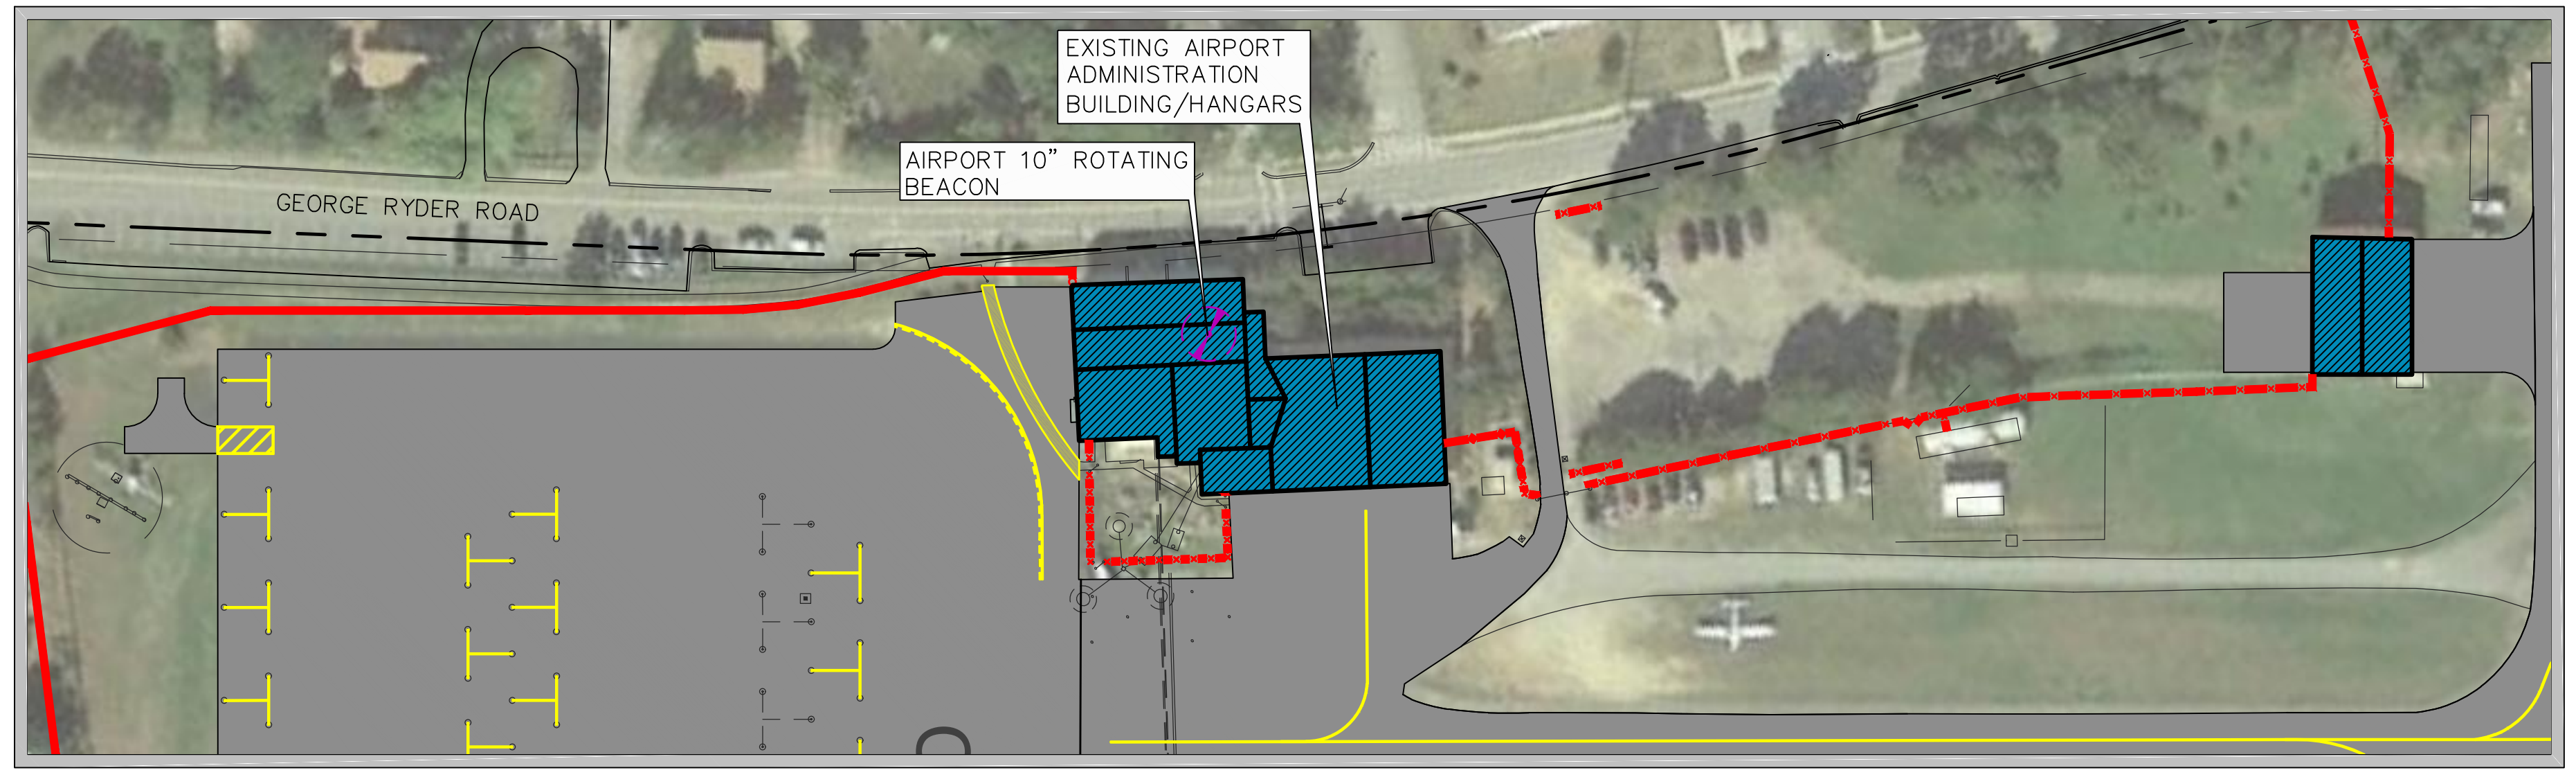 EXISTING AIRPORT
ADMINISTRATION
BUILDING/HANGARS
AIRPORT 10” ROTATING
BEACON
GEORGE RYDER ROAD